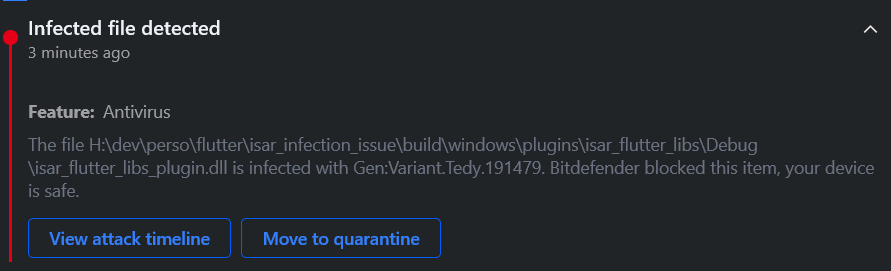 Infected file detected
3 minutes ago
Feature: Antivirus
The file H:\dev\perso\flutter\isar_infection_issue\build\windows\plugins\isar_flutter_libs\Debug
\isar_flutter_libs_plugin.dll is infected with Gen:Variant.Tedy.191479. Bitdefender blocked this item, your device
is safe.
View attack timeline
Move to quarantine